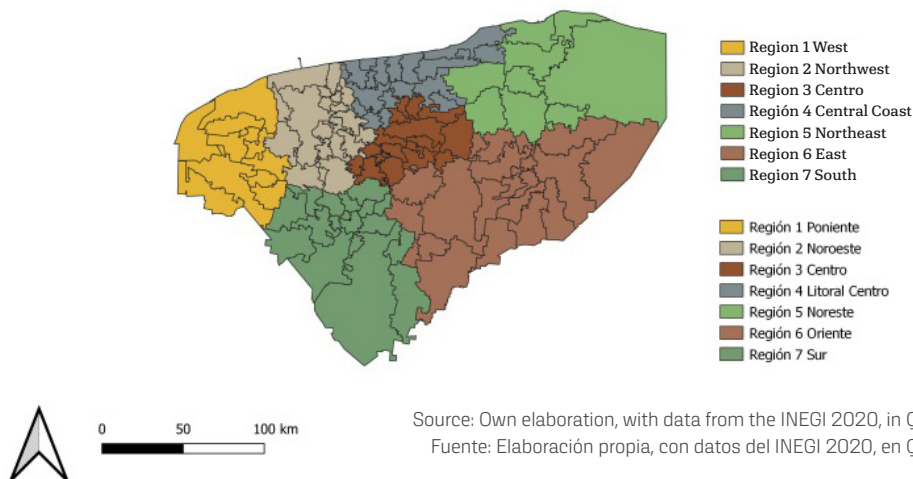 Region 1 West
Region 2 Northwest
Region 3 Centro
Región 4 Central Coast
Region 5 Northeast
Region 6 East
Region 7 South
Región 1 Poniente
Región 2 Noroeste
Región 3 Centro
Región 4 Litoral Centro
Región 5 Noreste
Región 6 Oriente
Región 7 Sur
0 50 100 km
Source: Own elaboration, with data from the INEGI 2020, in
Fuente: Elaboración propia, con datos del INEGI 2020, en